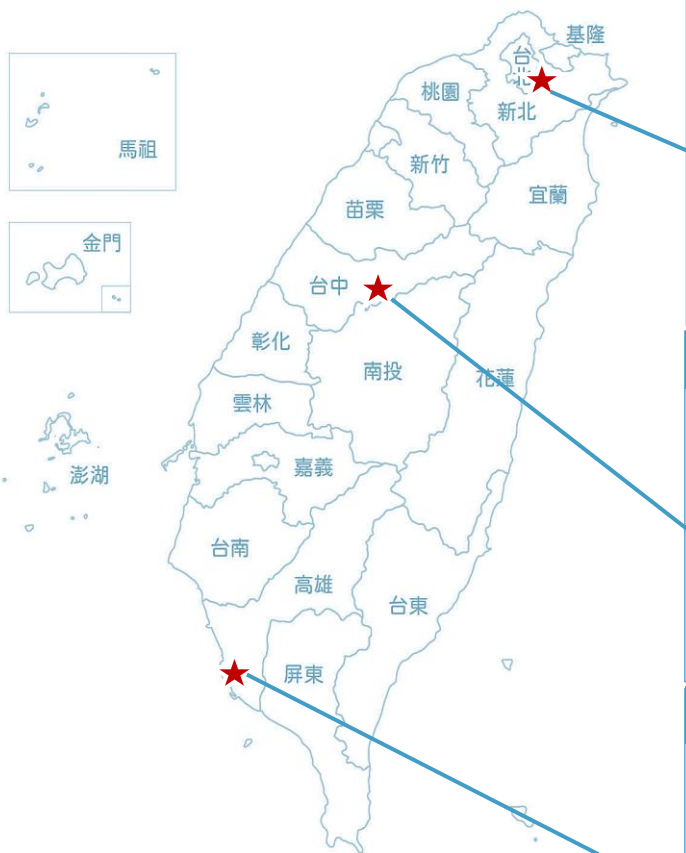 基隆
台北
桃園
新北
馬祖
新竹
宜蘭
苗栗
金門
台中
彰化
南投
花蓮
雲林
嘉義
澎湖
台南
高雄
台東
屏東